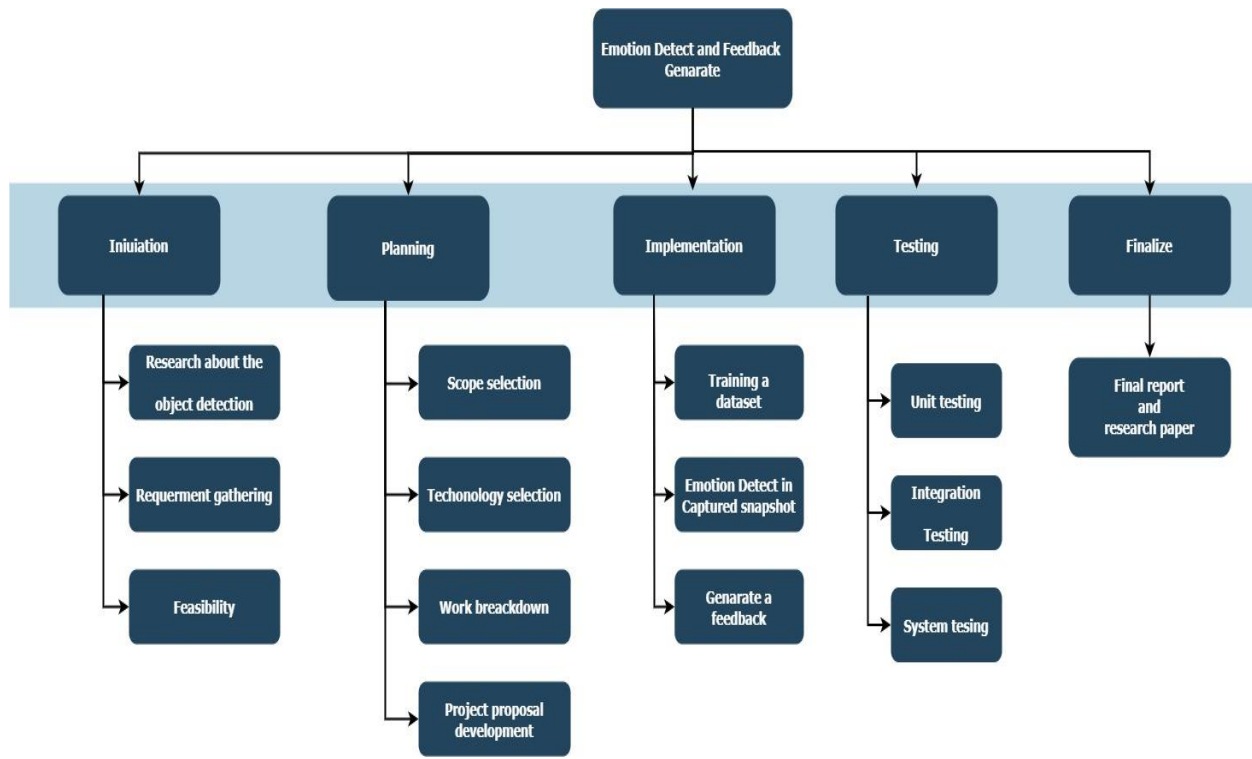 Emotion Detect and Feedback
Genarate
Iniuiation
Planning
Implementation
Testing
Finalize
Research about the
object detection
Requerment gathering
Feasibility
Scope selection
Techonology selection
Work breackdown
Project proposal
development
Training a
dataset
Emotion Detect in
Captured snapshot
Genarate a
feedback
Unit testing
Integration
Testing
System tesing
Final report
and
research paper